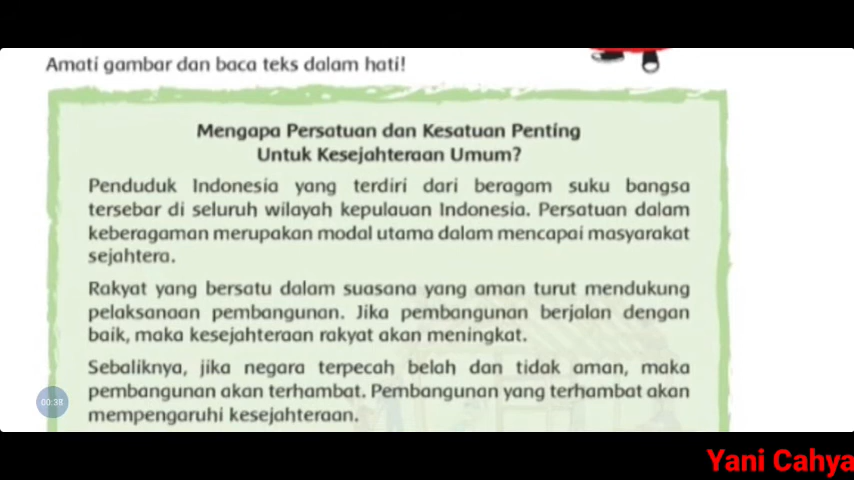 Amati gambar dan baca teks dalam hati!
Mengapa Persatuan dan Kesatuan Penting
Untuk Kesejahteraan Umum?
Penduduk Indonesia yang terdiri dari beragam suku bangsa
tersebar di seluruh wilayah kepulauan Indonesia. Persatuan dalam
keberagaman merupakan modal utama dalam mencapai masyarakat
sejahtera.
Rakyat yang bersatu dalam suasana yang aman turut mendukung
pelaksanaan pembangunan. Jika pembangunan berjalan dengan
baik, maka kesejahteraan rakyat akan meningkat.
Sebaliknya, jika negara terpecah belah dan tidak aman, maka
pembangunan akan terhambat. Pembangunan yang terhambat akan
mempengaruhi kesejahteraan.
00:38
Yani Cahya